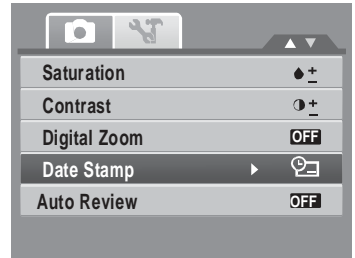 Saturation
Contrast
Digital Zoom OFF
Date Stamp
Auto Review OFF